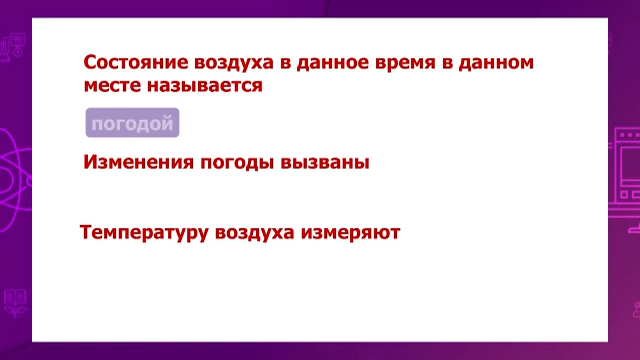 Состояние воздуха в данное время в данном
месте называется
погодой
Изменения погоды вызваны
Температуру воздуха измеряют